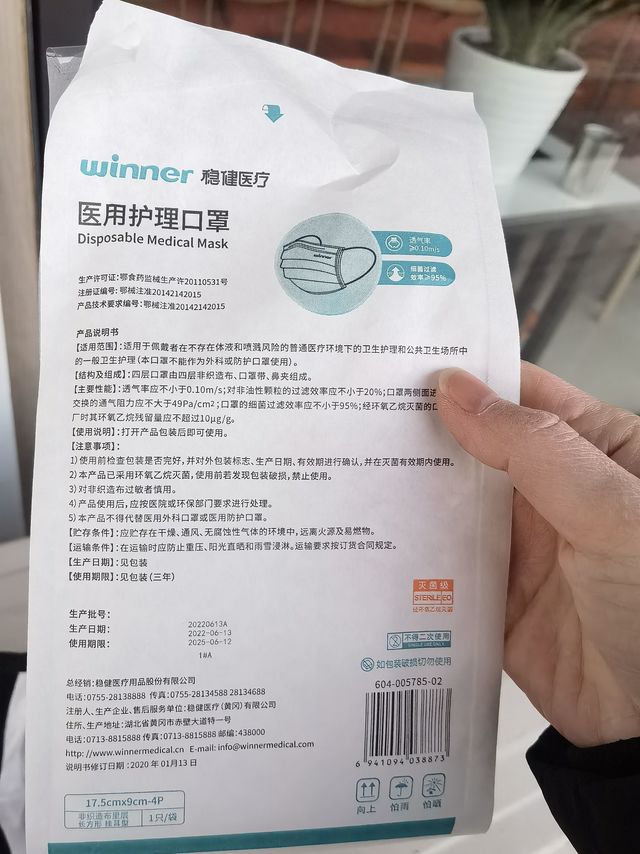 winner 稳健医疗
医用护理口罩
Disposable Medical Mask
winner
透气率
≥0.10m/s
细菌过滤
效率≥95%
生产许可证:鄂食药监械生产许20110531号
注册证编号:鄂械注准20142142015
产品技术要求编号:鄂械注准20142142015
产品说明书
【适用范围】:适用于佩戴者在不存在体液和喷溅风险的普通医疗环境下的卫生护理和公共卫生场所中
的一般卫生护理(本口罩不能作为外科或防护口罩使用)。
【结构及组成】:四层口罩由四层非织造布、口罩带、鼻夹组成。
【主要性能】:透气率应不小于0.10m/s;对非油性颗粒的过滤效率应不小于20%;口罩两侧面进
交换的通气阻力应不大于49Pa/cm²;口罩的细菌过滤效率应不小于95%;经环氧乙烷灭菌的口
厂时其环氧乙烷残留量应不超过10μg/g。
【使用说明】:打开产品包装后即可使用。
【注意事项】:
1)使用前检查包装是否完好,并对外包装标志、生产日期、有效期进行确认,并在灭菌有效期内使用。
2)本产品已采用环氧乙烷灭菌,使用前若发现包装破损,禁止使用。
3)对非织造布过敏者慎用。
4)产品使用后,应按医院或环保部门要求进行处理。
5)本产品不得代替医用外科口罩或医用防护口罩。
【贮存条件】:应贮存在干燥、通风、无腐蚀性气体的环境中,远离火源及易燃物。
【运输条件】:在运输时应防止重压、阳光直晒和雨雪浸淋。运输要求按订货合同规定。
【生产日期】:见包装
【使用期限】:见包装(三年)
灭菌级
STERILE EO
经环氧乙烷灭菌
生产批号: 20220613A
生产日期: 2022-06-13
使用期限: 2025-06-12
1#A
2 不得二次使用
SINGLE USE ONLY
如包装破损切勿使用
总经销:稳健医疗用品股份有限公司
电话:0755-28138888 传真:0755-28134588 28134688
注册人、生产企业、售后服务单位:稳健医疗(黄冈)有限公司
住所、生产地址:湖北省黄冈市赤壁大道特一号
电话:0713-8815888 传真:0713-8815888 邮编:438000
http://www.winnermedical.cn E-mail: info@winnermedical.com
说明书修订日期:2020 年 01月 13 日
604-005785-02
6 941094 038873
向上 怕雨 怕晒
17.5cmx9cm-4P
非织造布里层
长方形 挂耳型
1只/袋